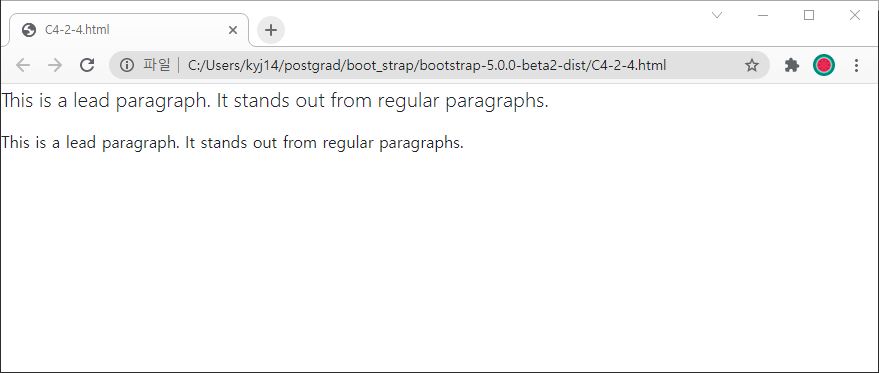 C4-2-4.html
파일 C:/Users/kyj14/postgrad/boot_strap/bootstrap-5.0.0-beta2-dist/C4-2-4.html
This is a lead paragraph. It stands out from regular paragraphs.
This is a lead paragraph. It stands out from regular paragraphs.